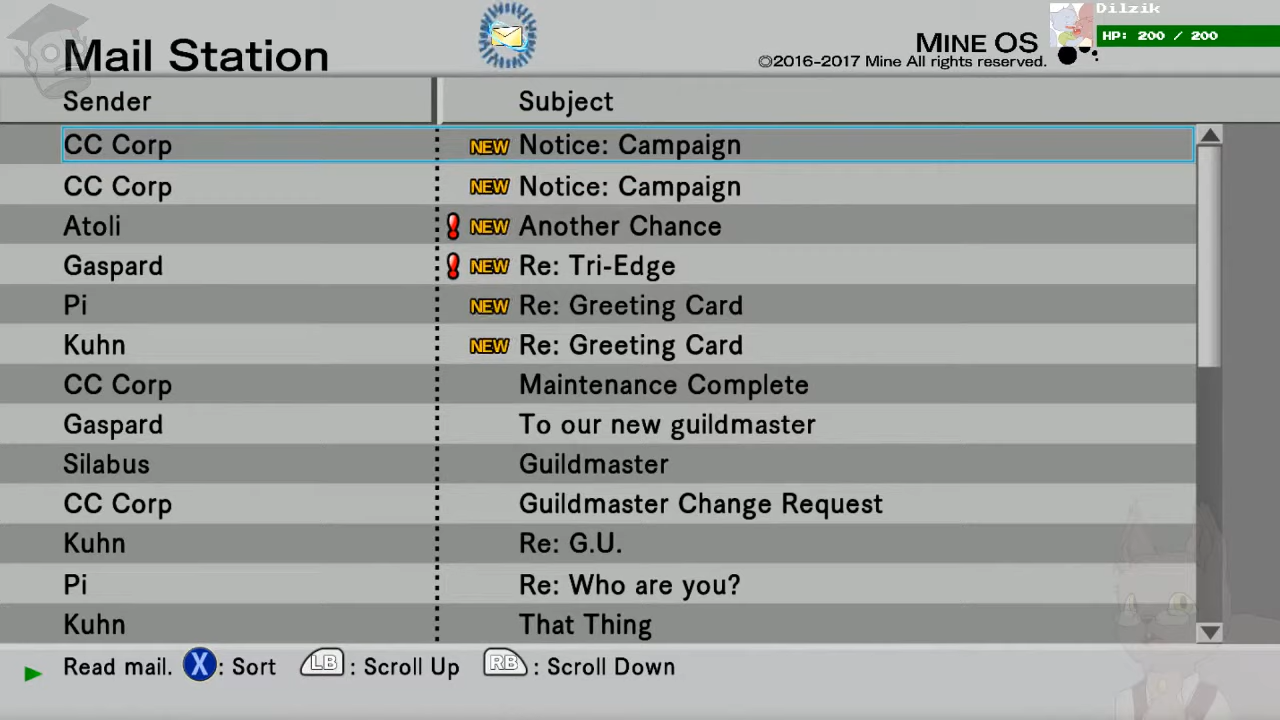 Mail Station
MINE OS
©2016-2017 Mine All rights reserved.
Dilzik
HP: 200 / 200
Sender Subject
CC Corp NEW Notice: Campaign
CC Corp NEW Notice: Campaign
Atoli ! NEW Another Chance
Gaspard ! NEW Re: Tri-Edge
Pi NEW Re: Greeting Card
Kuhn NEW Re: Greeting Card
CC Corp Maintenance Complete
Gaspard To our new guildmaster
Silabus Guildmaster
CC Corp Guildmaster Change Request
Kuhn Re: G.U.
Pi Re: Who are you?
Kuhn That Thing
Read mail. X : Sort LB : Scroll Up RB : Scroll Down